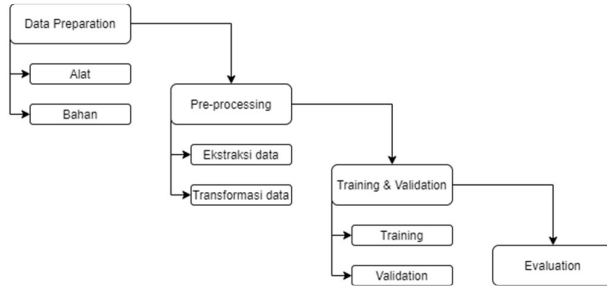 Data Preparation
Alat
Bahan
Pre-processing
Ekstraksi data
Transformasi data
Training & Validation
Training
Validation
Evaluation